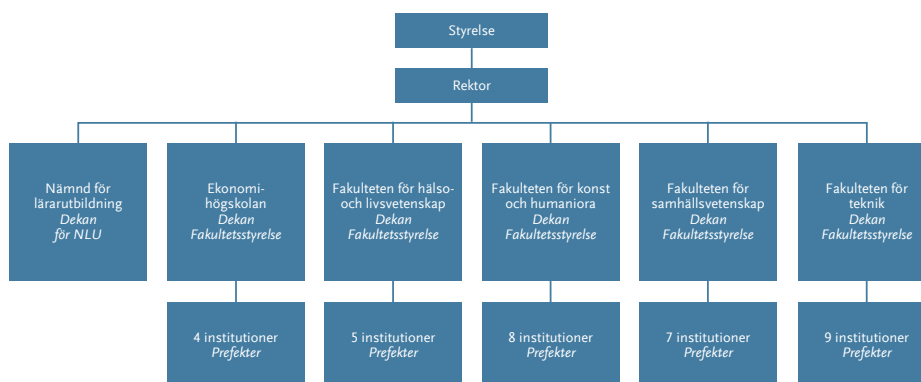 Styrelse
Rektor
Nämnd för
lärarutbildning
Dekan
för NLU
Ekonomi-
högskolan
Dekan
Fakultetsstyrelse
Fakulteten för hälso-
och livsvetenskap
Dekan
Fakultetsstyrelse
Fakulteten för konst
och humaniora
Dekan
Fakultetsstyrelse
Fakulteten för
samhällsvetenskap
Dekan
Fakultetsstyrelse
Fakulteten för
teknik
Dekan
Fakultetsstyrelse
4 institutioner
Prefekter
5 institutioner
Prefekter
8 institutioner
Prefekter
7 institutioner
Prefekter
9 institutioner
Prefekter